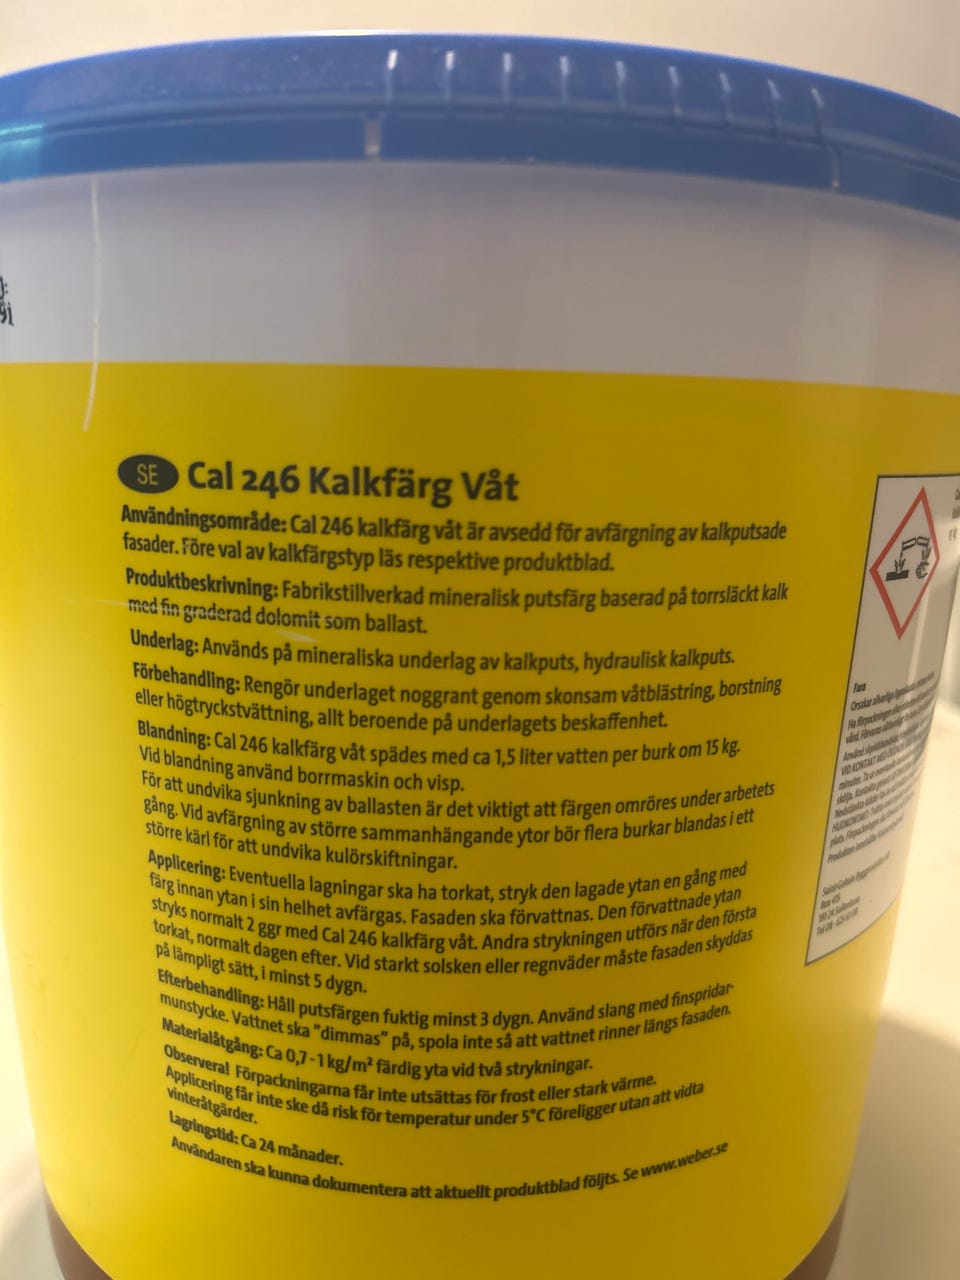 SE Cal 246 Kalkfärg Våt
Användningsområde: Cal 246 kalkfärg våt är avsedd för avfärgning av kalkputsade
fasader. Före val av kalkfärgstyp läs respektive produktblad.
Produktbeskrivning: Fabrikstillverkad mineralisk putsfärg baserad på torrsläckt kalk
med fin graderad dolomit som ballast.
Underlag: Används på mineraliska underlag av kalkputs, hydraulisk kalkputs.
Förbehandling: Rengör underlaget noggrant genom skonsam våtblästring, borstning
eller högtryckstvättning, allt beroende på underlagets beskaffenhet.
Blandning: Cal 246 kalkfärg våt spädes med ca 1,5 liter vatten per burk om 15 kg.
Vid blandning använd borrmaskin och visp.
För att undvika sjunkning av ballasten är det viktigt att färgen omröres under arbetets
gång. Vid avfärgning av större sammanhängande ytor bör flera burkar blandas i ett
större kärl för att undvika kulörskiftningar.
Applicering: Eventuella lagningar ska ha torkat, stryk den lagade ytan en gång med
färg innan ytan i sin helhet avfärgas. Fasaden ska förvattnas. Den förvattnade ytan
stryks normalt 2 ggr med Cal 246 kalkfärg våt. Andra strykningen utförs när den första
torkat, normalt dagen efter. Vid starkt solsken eller regnväder måste fasaden skyddas
på lämpligt sätt, i minst 5 dygn.
Efterbehandling: Håll putsfärgen fuktig minst 3 dygn. Använd slang med finspridar-
munstycke. Vattnet ska "dimmas" på, spola inte så att vattnet rinner längs fasaden.
Materialåtgång: Ca 0,7 - 1 kg/m² färdig yta vid två strykningar.
Observera! Förpackningarna får inte utsättas för frost eller stark värme.
Applicering får inte ske då risk för temperatur under 5°C föreligger utan att vidta
vinteråtgärder.
Lagringstid: Ca 24 månader.
Användaren ska kunna dokumentera att aktuellt produktblad följts. Se www.weber.se
Fara
Box 415